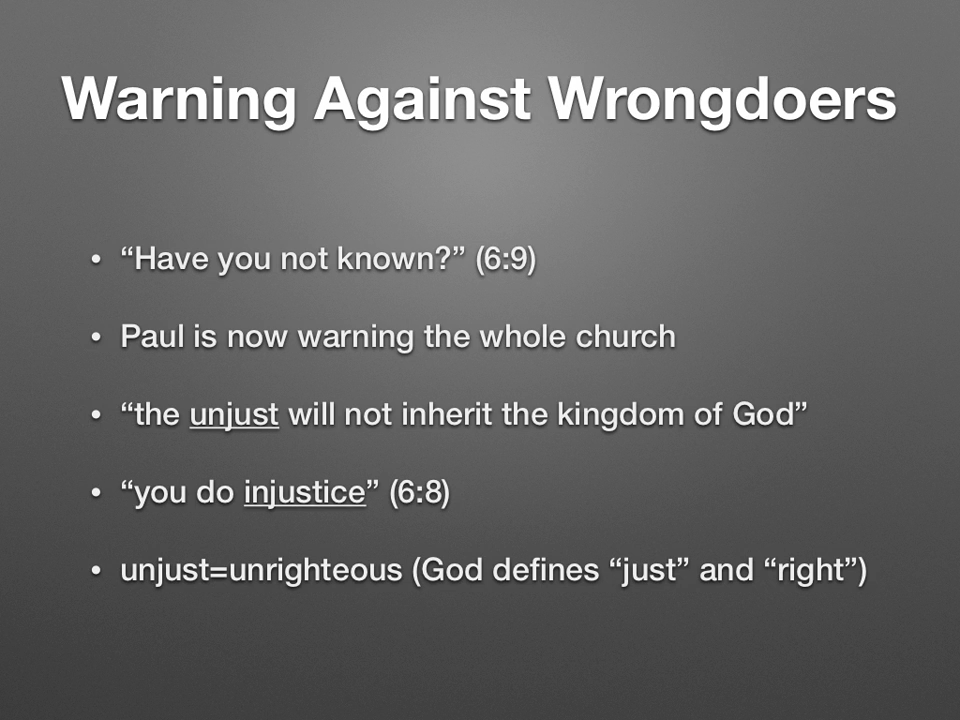 Warning Against Wrongdoers
• “Have you not known?” (6:9)
• Paul is now warning the whole church
• “the unjust will not inherit the kingdom of God”
• “you do injustice” (6:8)
• unjust=unrighteous (God defines “just” and “right”)